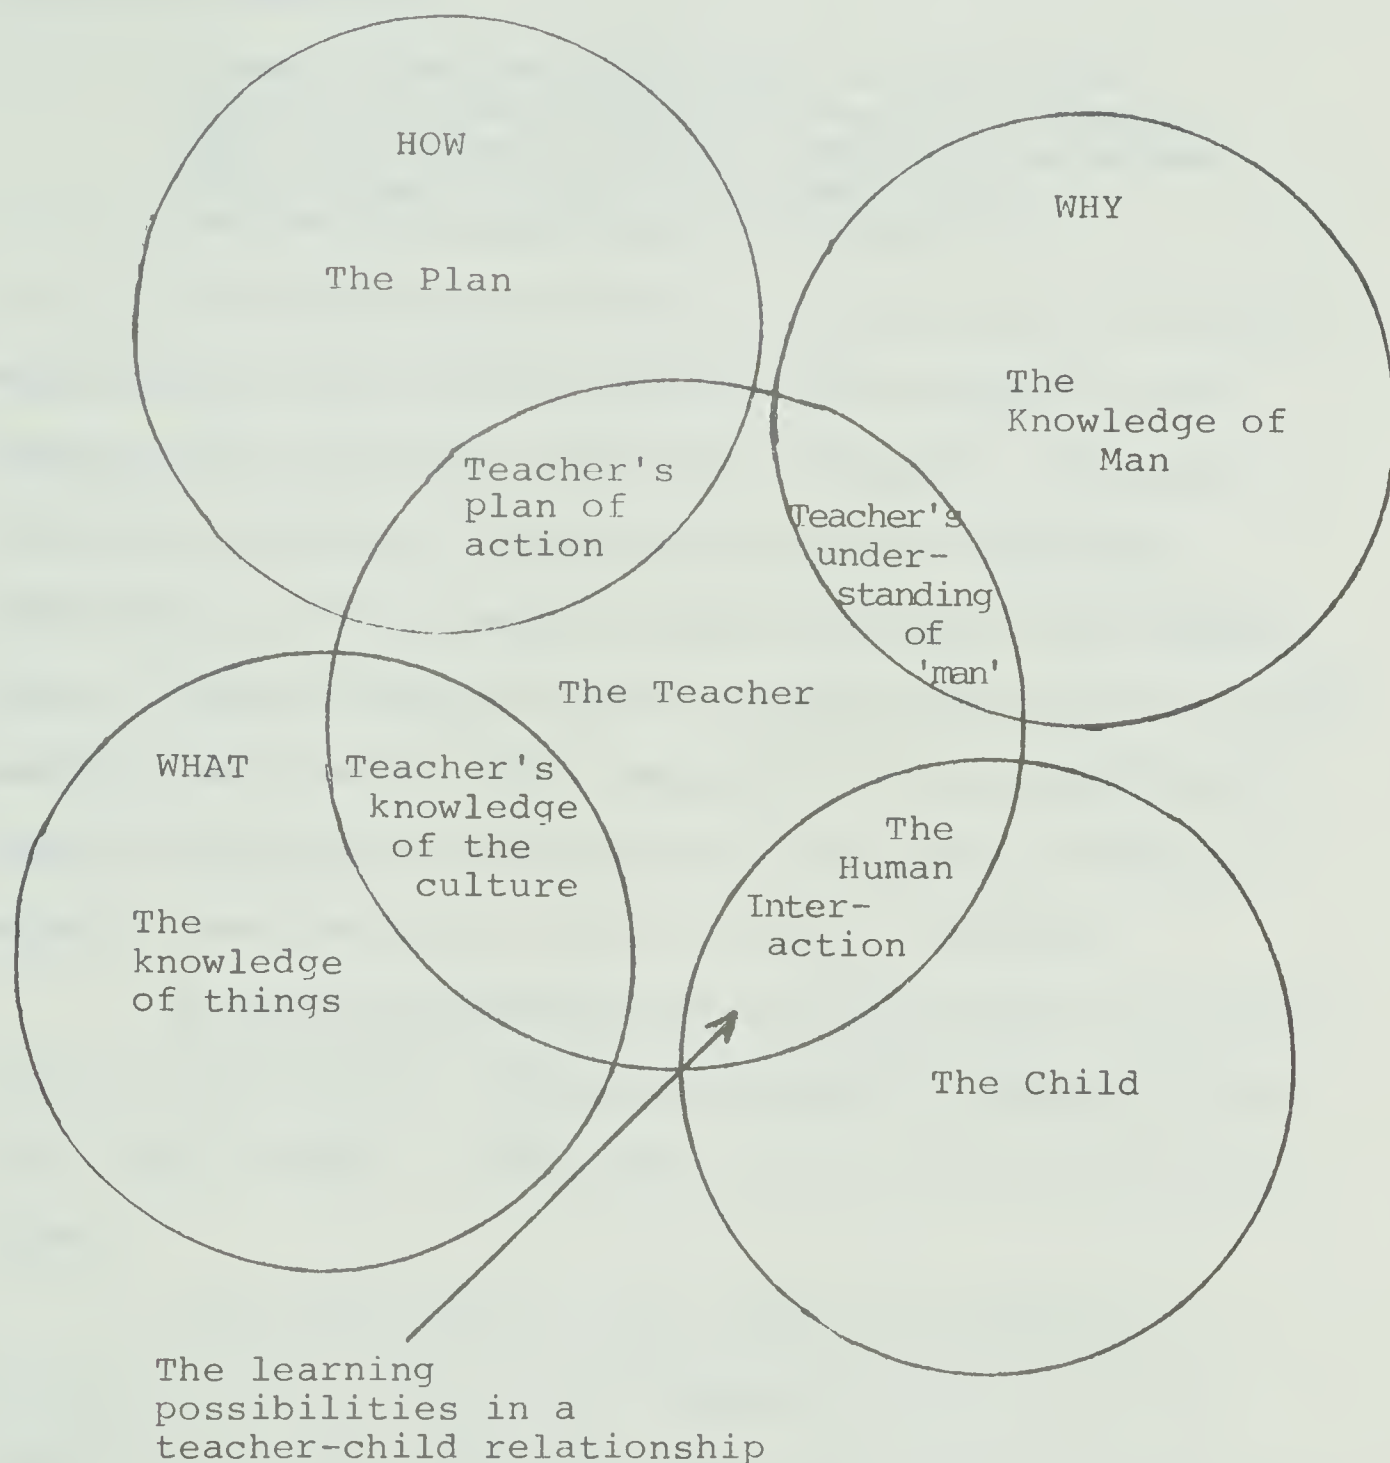 HOW
The Plan
WHY
The
Knowledge of
Man
Teacher's
plan of
action
Teacher's
under-
standing
of
'man'
The Teacher
WHAT
Teacher's
knowledge
of the
culture
The
knowledge
of things
The
Human
Inter-
action
The Child
The learning
possibilities in a
teacher-child relationship